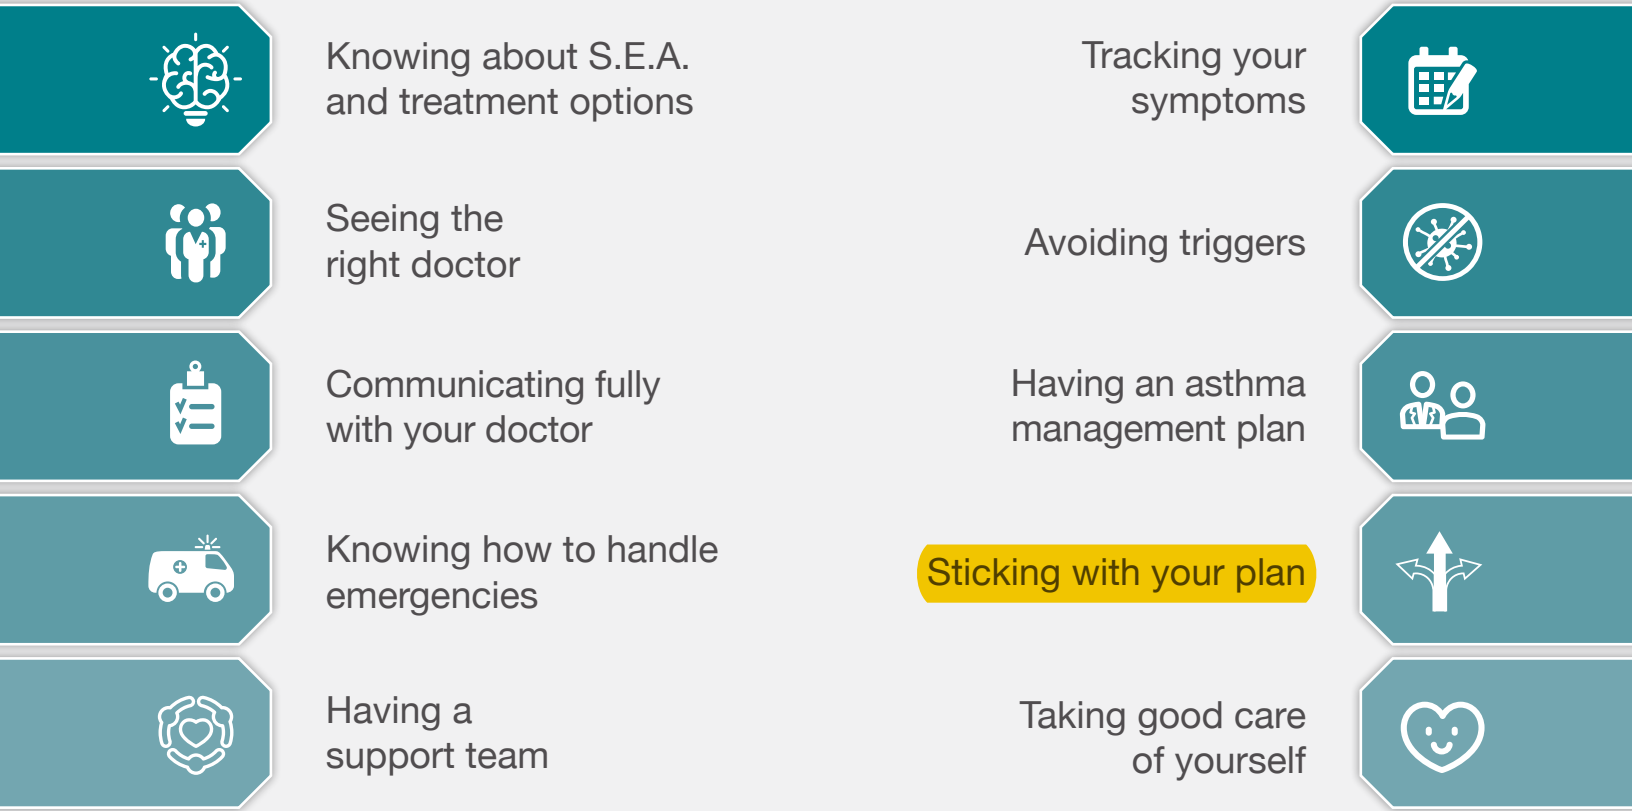 Knowing about S.E.A.
and treatment options
Seeing the
right doctor
Communicating fully
with your doctor
Knowing how to handle
emergencies
Having a
support team
Tracking your
symptoms
Avoiding triggers
Having an asthma
management plan
Sticking with your plan
Taking good care
of yourself